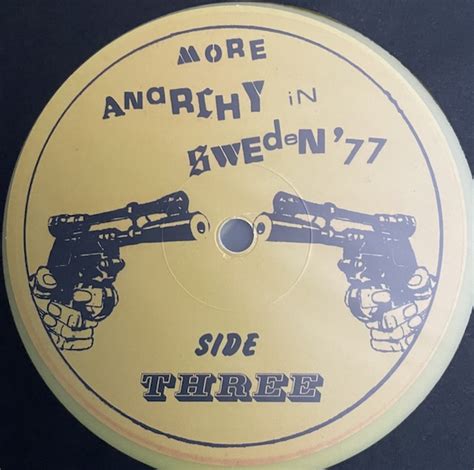 MORE
ANaRCHY iN
SWEdeN '77
SIDE
THREE